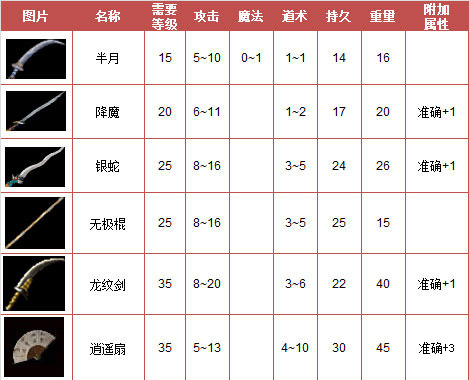 图片 名称 需要等级 攻击 魔法 道术 持久 重量 附加属性
半月 15 5~10 0~1 1~1 14 16
降魔 20 6~11 1~2 17 20 准确+1
银蛇 25 8~16 3~5 24 26 准确+1
无极棍 25 8~16 3~5 25 15
龙纹剑 35 8~20 3~6 22 40 准确+1
逍遥扇 35 5~13 4~10 30 45 准确+3